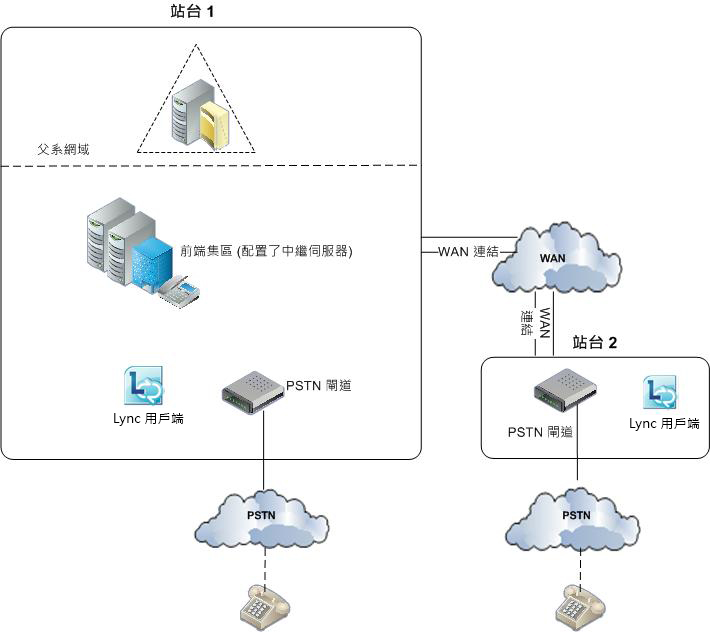 站台 1
父系網域
前端集區 (配置了中繼伺服器)
WAN 連結
WAN
WAN
連結
站台 2
PSTN 閘道
Lync 用戶端
PSTN 閘道
Lync 用戶端
PSTN
PSTN